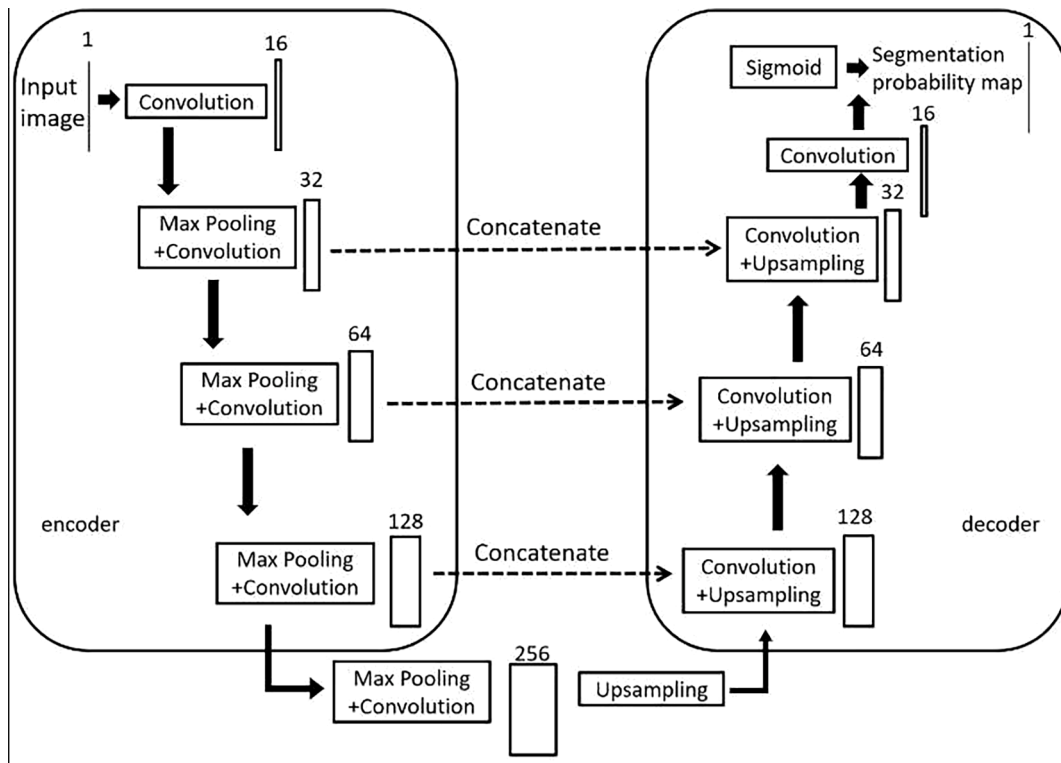 1
16
Input
image
Convolution
32
Max Pooling
+Convolution
64
Max Pooling
+Convolution
encoder
128
Max Pooling
+Convolution
256
Max Pooling
+Convolution
Upsampling
Concatenate
Concatenate
Concatenate
1
Sigmoid
Segmentation
probability map
16
Convolution
32
Convolution
+Upsampling
64
Convolution
+Upsampling
128
decoder
Convolution
+Upsampling